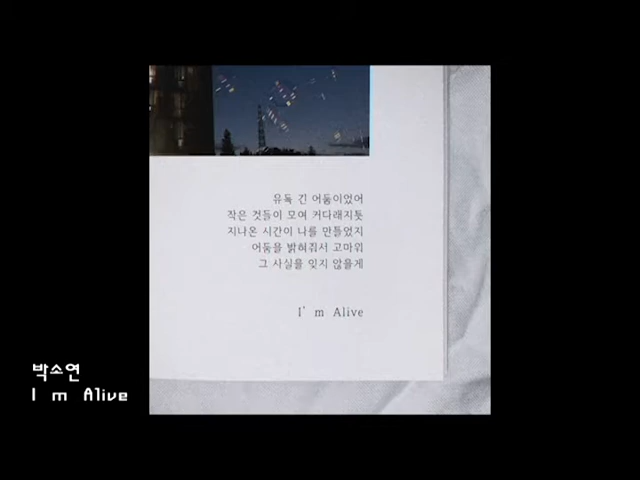 유독 긴 어둠이었어
작은 것들이 모여 커다래지듯
지나온 시간이 나를 만들었지
어둠을 밝혀줘서 고마워
그 사실을 잊지 않을게
I' m Alive
박소연
I m Alive